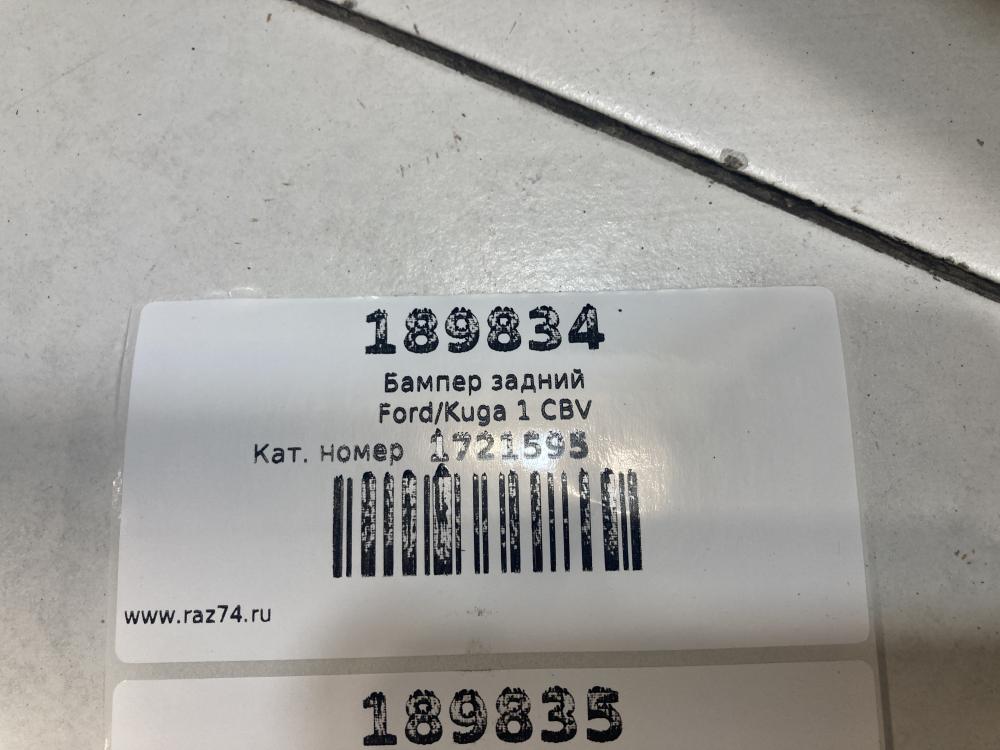 189834
Бампер задний
Ford/Kuga 1 CBV
Кат. номер 1721595
www.raz74.ru
189835